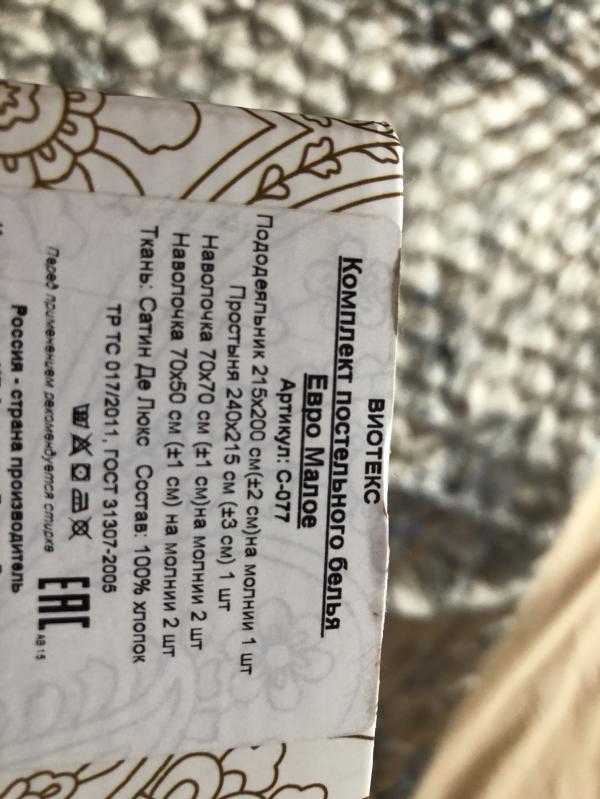 ВИОТЕКС
Комплект постельного белья
Евро Малое
Артикул: С-077
Пододеяльник 215х200 см(±2 см)на молнии 1 шт
Простыня 240х215 см (±3 см) 1 шт
Наволочка 70х70 см (±1 см)на молнии 2 шт
Наволочка 70х50 см (±1 см) на молнии 2 шт
Ткань: Сатин Де Люкс Состав: 100% хлопок
ТР ТС 017/2011, ГОСТ 31307-2005
ЕАС
АВ 15
Перед применением рекомендуется стирка
Россия - страна производитель